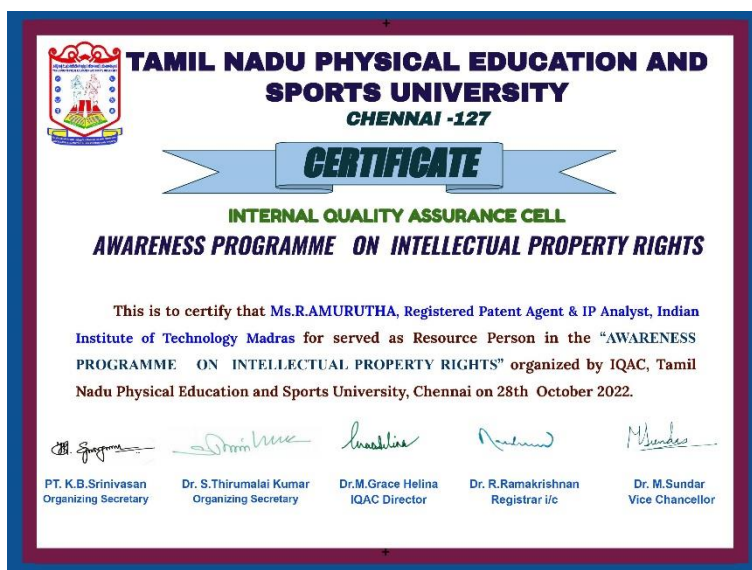 TAMIL NADU PHYSICAL EDUCATION AND
SPORTS UNIVERSITY
CHENNAI -127
CERTIFICATE
INTERNAL QUALITY ASSURANCE CELL
AWARENESS PROGRAMME ON INTELLECTUAL PROPERTY RIGHTS
This is to certify that Ms.R.AMURUTHA, Registered Patent Agent & IP Analyst, Indian
Institute of Technology Madras for served as Resource Person in the “AWARENESS
PROGRAMME ON INTELLECTUAL PROPERTY RIGHTS” organized by IQAC, Tamil
Nadu Physical Education and Sports University, Chennai on 28th October 2022.
PT. K.B.Srinivasan Dr. S.Thirumalai Kumar Dr.M.Grace Helina Dr. R.Ramakrishnan Dr. M.Sundar
Organizing Secretary Organizing Secretary IQAC Director Registrar i/c Vice Chancellor